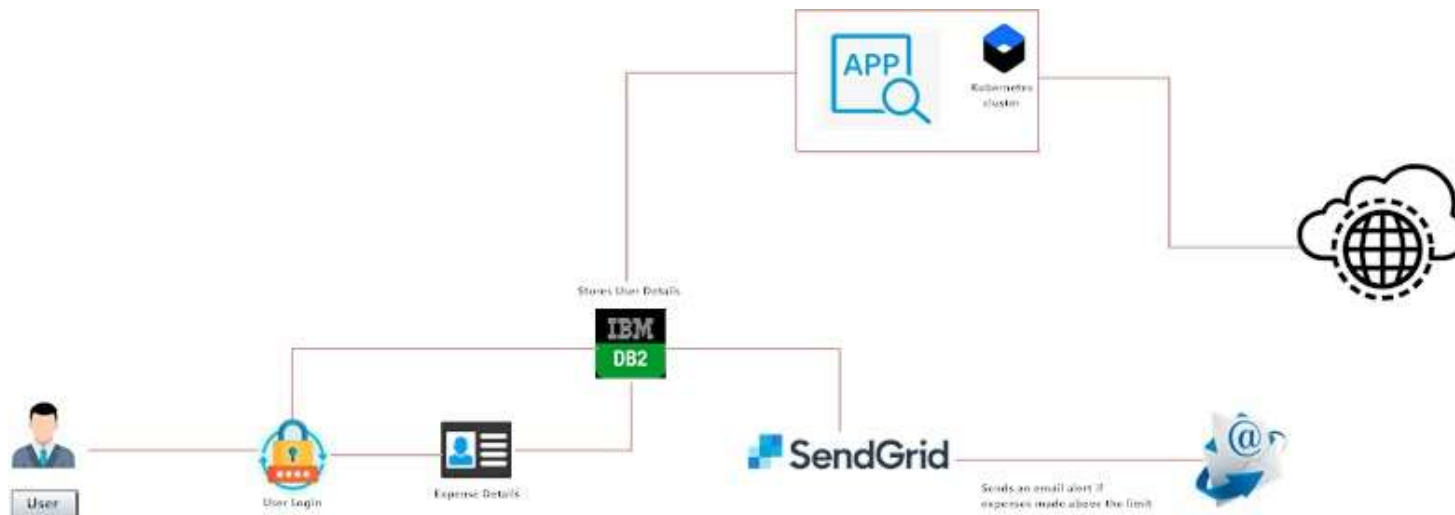 APP
Kubernetes
cluster
Stores User Details
IBM
DB2
User
User Login
Expense Details
SendGrid
@
Sends an email alert if
expenses made above the limit